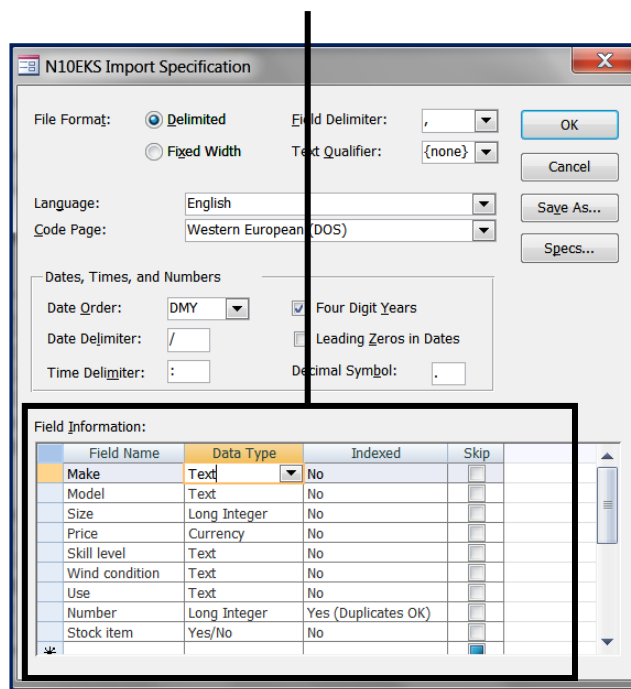 N10EKS Import Specification
File Format: Delimited Field Delimiter: , OK
Fixed Width Text Qualifier: {none} Cancel
Language: English Save As...
Code Page: Western European (DOS) Specs...
Dates, Times, and Numbers
Date Order: DMY Four Digit Years
Date Delimiter: / Leading Zeros in Dates
Time Delimiter: : Decimal Symbol: .
Field Information:
Field Name Data Type Indexed Skip
Make Text No
Model Text No
Size Long Integer No
Price Currency No
Skill level Text No
Wind condition Text No
Use Text No
Number Long Integer Yes (Duplicates OK)
Stock item Yes/No No